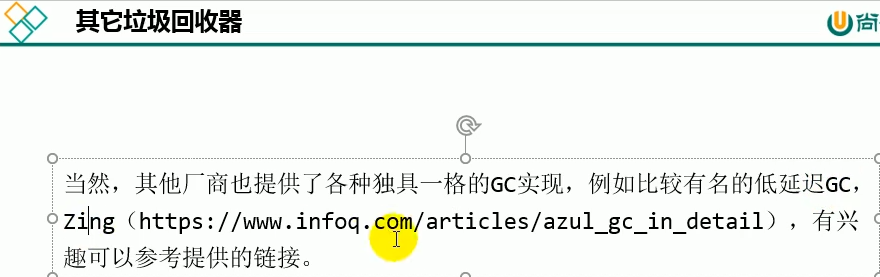 其它垃圾回收器
尚
当然，其他厂商也提供了各种独具一格的GC实现，例如比较有名的低延迟GC，
Zing（https://www.infoq.com/articles/azul_gc_in_detail），有兴
趣可以参考提供的链接。